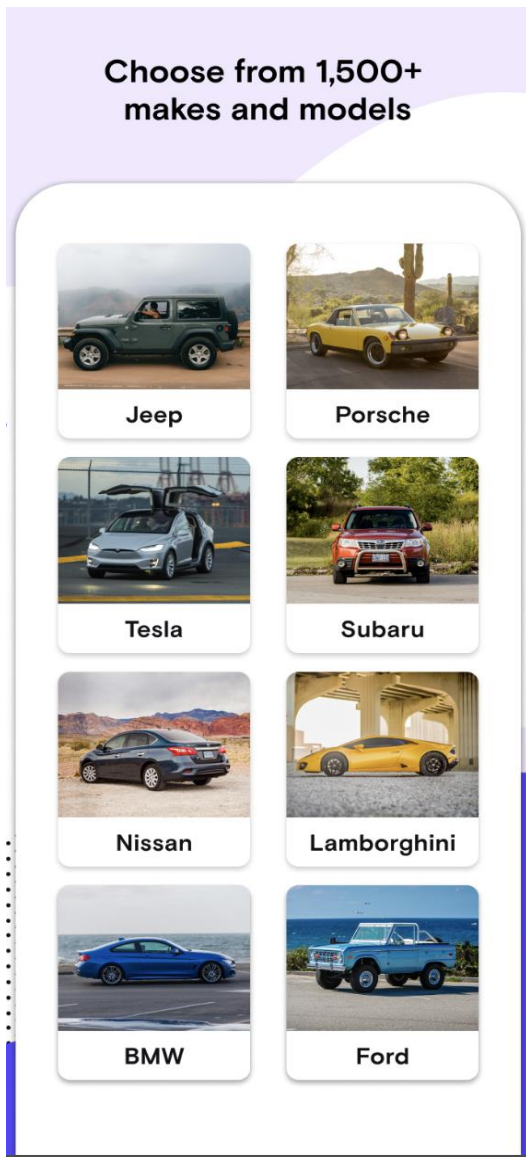 Choose from 1,500+
makes and models
Jeep
Porsche
Tesla
Subaru
Nissan
Lamborghini
BMW
Ford